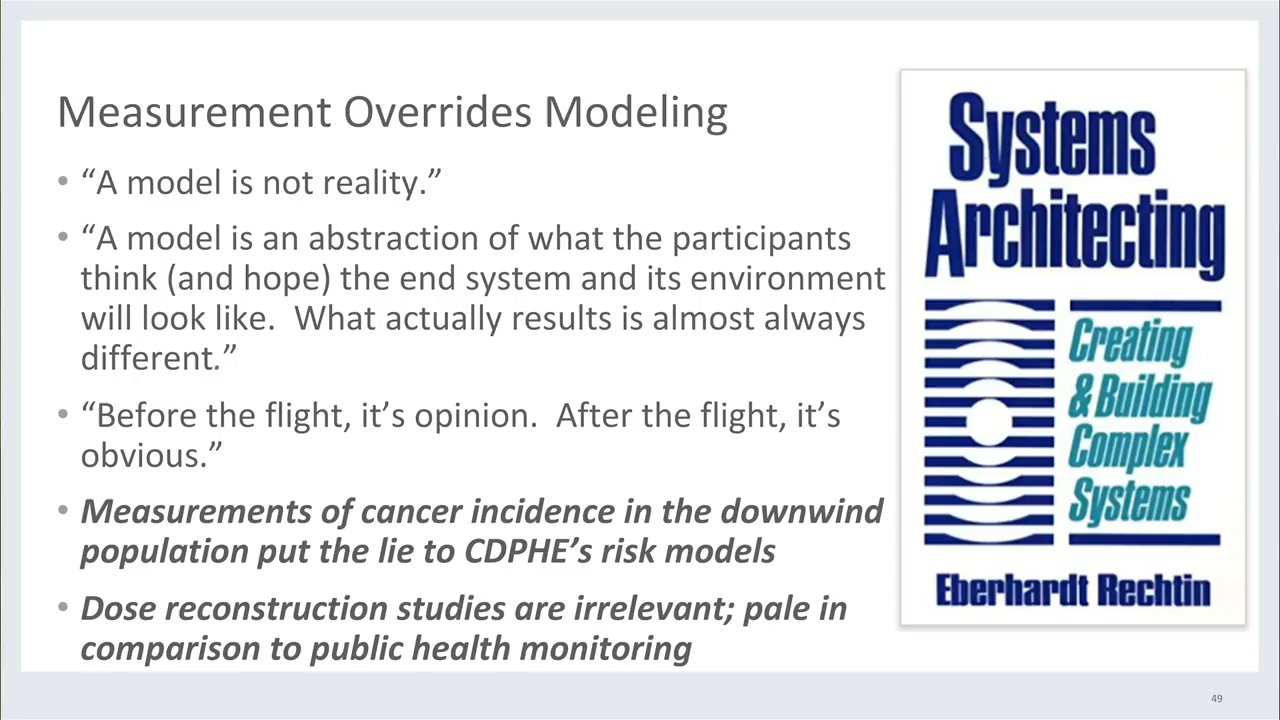 Measurement Overrides Modeling
• “A model is not reality.”
• “A model is an abstraction of what the participants
think (and hope) the end system and its environment
will look like.  What actually results is almost always
different.”
• “Before the flight, it’s opinion.  After the flight, it’s
obvious.”
• Measurements of cancer incidence in the downwind
population put the lie to CDPHE’s risk models
• Dose reconstruction studies are irrelevant; pale in
comparison to public health monitoring
Systems
Architecting
Creating
& Building
Complex
Systems
Eberhardt Rechtin
49